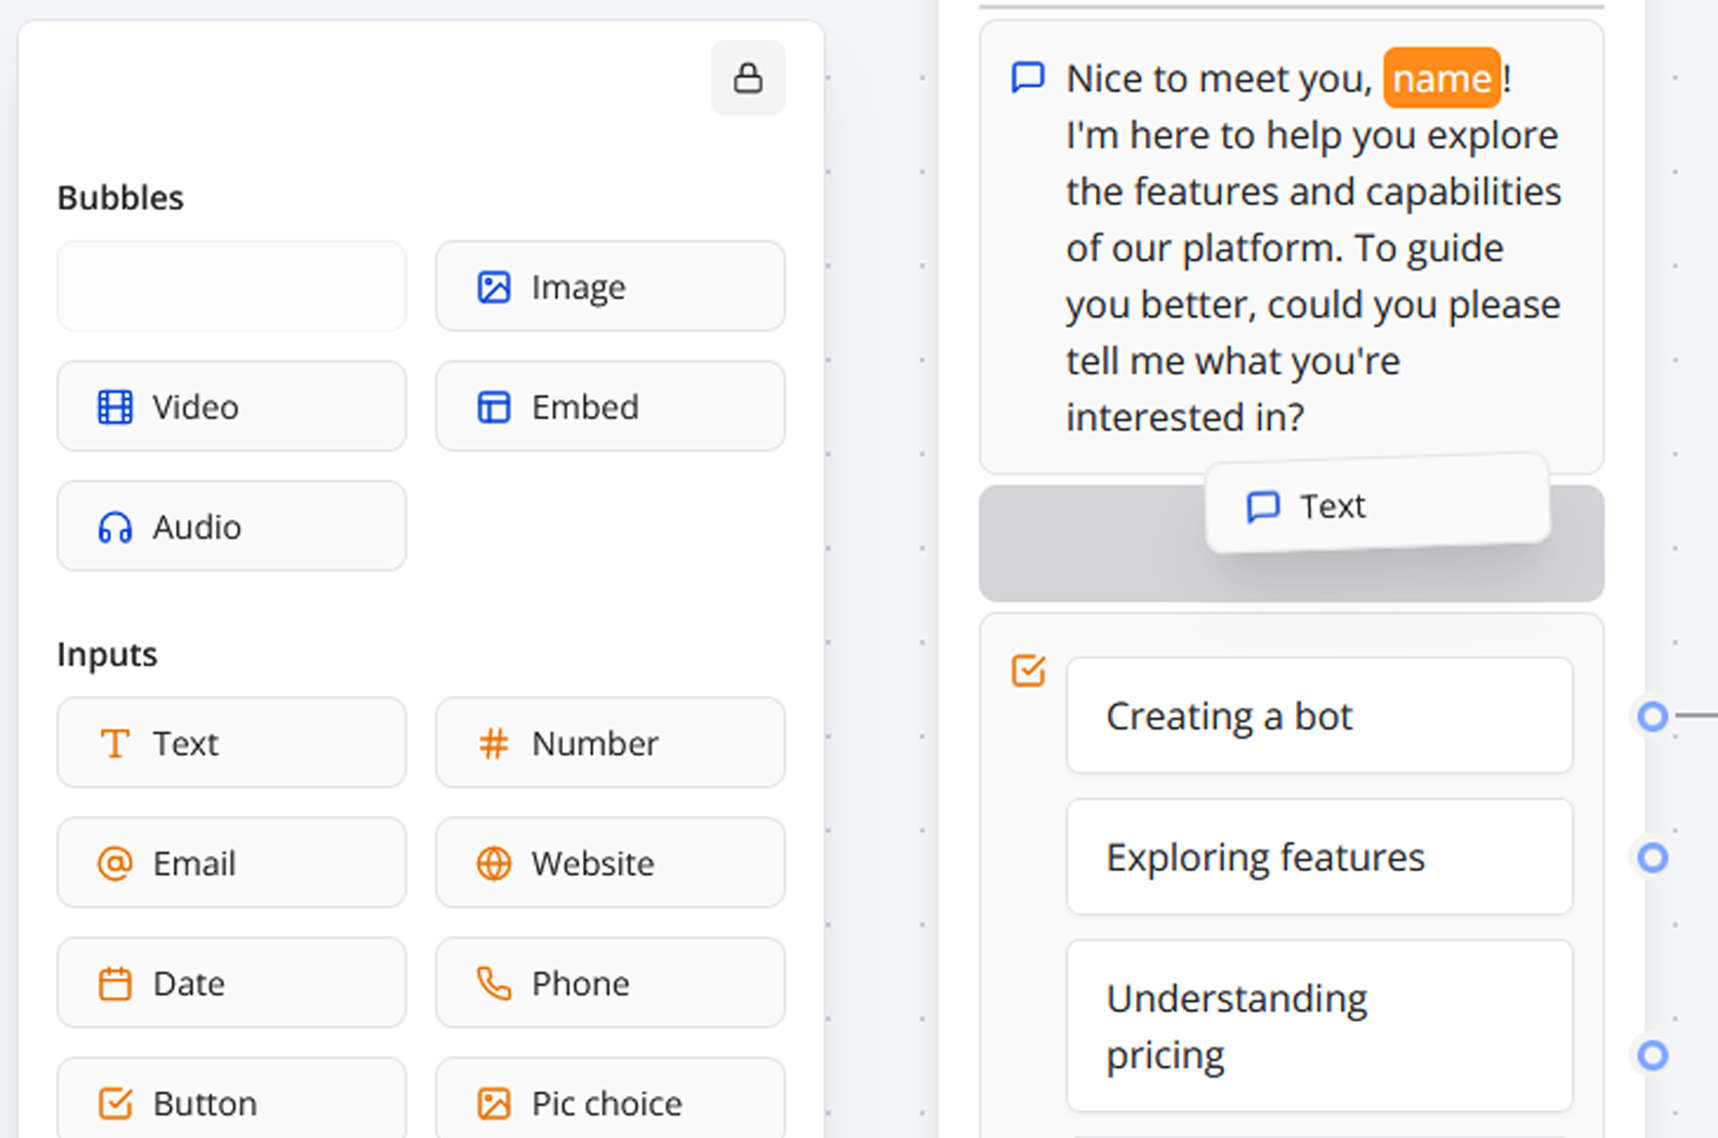 Bubbles
Image
Video
Embed
Audio
Inputs
Text
Number
Email
Website
Date
Phone
Button
Pic choice
Nice to meet you, name!
I'm here to help you explore
the features and capabilities
of our platform. To guide
you better, could you please
tell me what you're
interested in?
Text
Creating a bot
Exploring features
Understanding
pricing